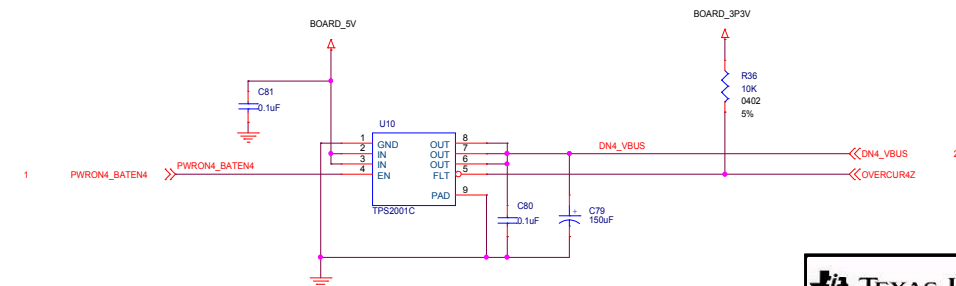 BOARD_5V
BOARD_3P3V
C81
0.1uF
R36
10K
0402
5%
U10
1 GND OUT 8
2 IN OUT 7
3 IN OUT 6
4 EN FLT 5
PAD 9
TPS2001C
DN4_VBUS
DN4_VBUS 2
1 PWRON4_BATEN4 PWRON4_BATEN4
OVERCUR4Z
C80
0.1uF
C79
+
150uF
TEXAS